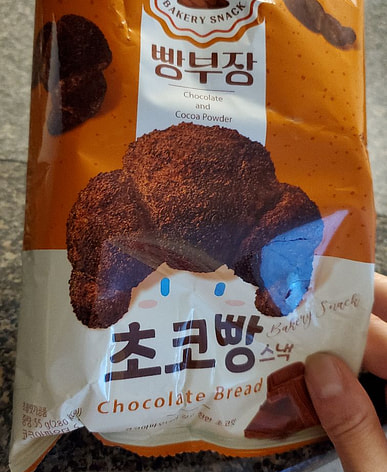 BAKERY SNACK
빵부장
Chocolate
and
Cocoa Powder
초코빵
스낵
Bakery Snack
Chocolate Bread